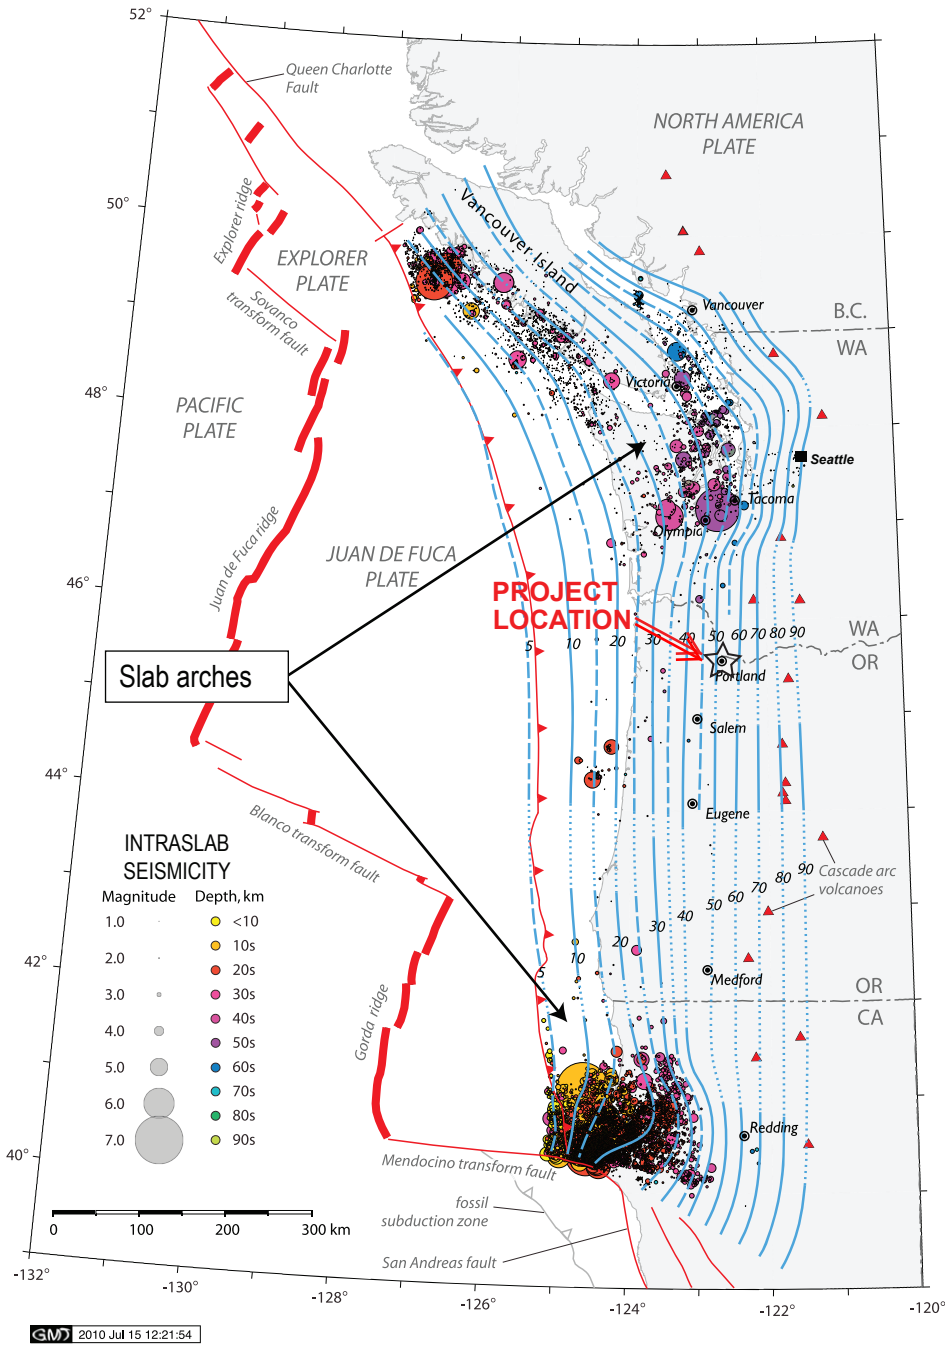 52°
Queen Charlotte
Fault
NORTH AMERICA
PLATE
50°
Explorer ridge
EXPLORER
PLATE
Vancouver Island
Sovanco
transform fault
Vancouver
B.C.
WA
48°
PACIFIC
PLATE
Victoria
Seattle
Tacoma
Olympia
Juan de Fuca ridge
JUAN DE FUCA
PLATE
46°
PROJECT
LOCATION
5
10
20
30
40
50
60
70
80
90
WA
OR
Slab arches
Portland
Salem
44°
Blanco transform fault
Eugene
INTRASLAB
SEISMICITY
Magnitude
Depth, km
1.0
<10
2.0
10s
3.0
20s
4.0
30s
5.0
40s
6.0
50s
7.0
60s
70s
80s
90s
Cascade arc
volcanoes
5
10
20
30
40
50
60
70
80
90
42°
Medford
OR
CA
Gorda ridge
Redding
40°
Mendocino transform fault
fossil
subduction zone
San Andreas fault
0
100
200
300 km
-132°
-130°
-128°
-126°
-124°
-122°
-120°
GMT 2010 Jul 15 12:21:54